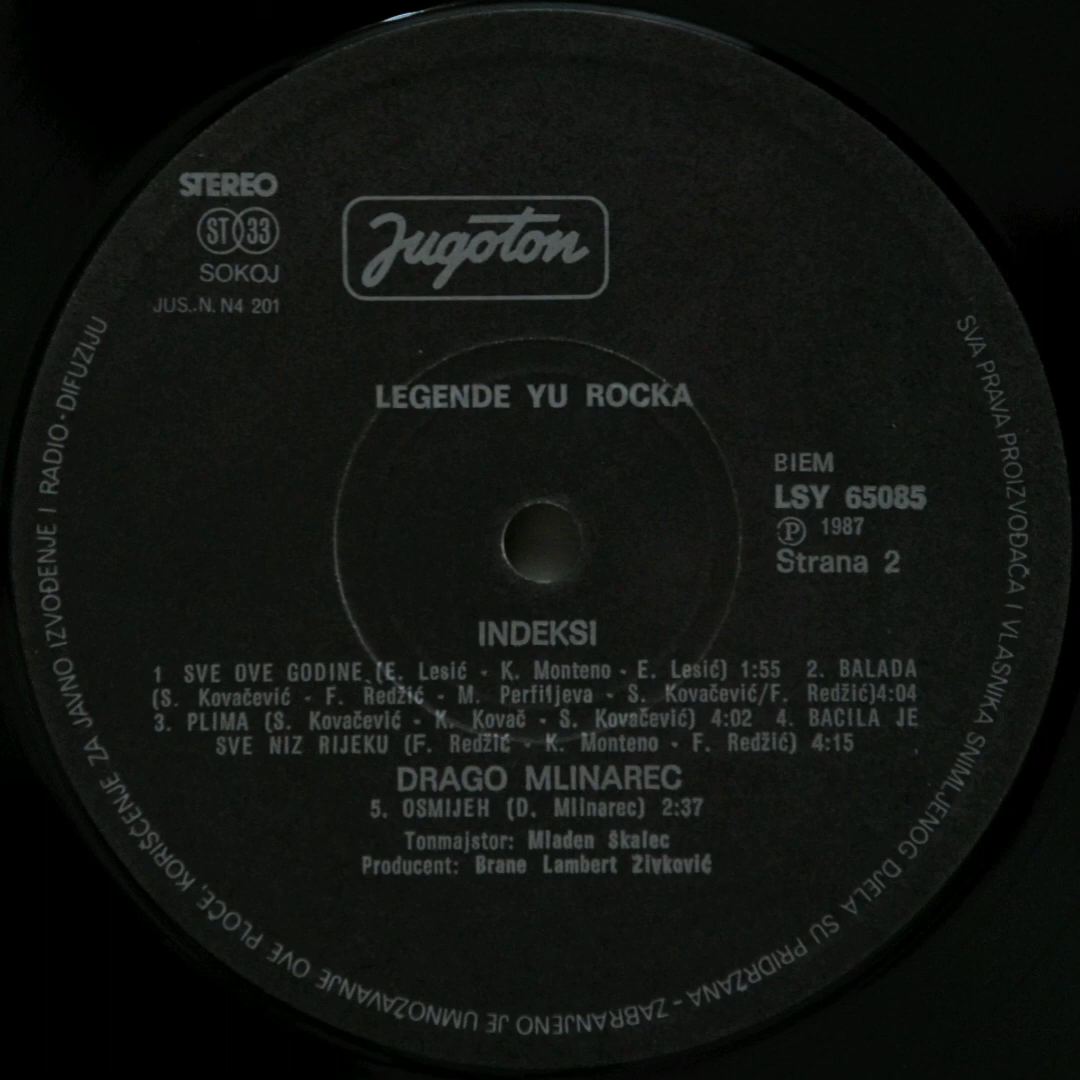 STEREO
ST 33
SOKOJ
JUS..N. N4 201
Jugoton
LEGENDE YU ROCKA
BIEM
LSY 65085
Ⓟ 1987
Strana 2
INDEKSI
1 SVE OVE GODINE (E. Lesić - K. Monteno - E. Lesić) 1:55 2. BALADA
(S. Kovačević - F. Redžić - M. Perfiljeva - S. Kovačević/F. Redžić)4:04
3. PLIMA (S. Kovačević - K. Kovač - S. Kovačević) 4:02 4. BACILA JE
SVE NIZ RIJEKU (F. Redžić - K. Monteno - F. Redžić) 4:15
DRAGO MLINAREC
5. OSMIJEH (D. Mlinarec) 2:37
Tonmajstor: Mladen Škalec
Producent: Brane Lambert Živković
SVA PRAVA PROIZVOĐAČA I VLASNIKA SNIMLJENOG DJELA SU PRIDRŽANA - ZABRANJENO JE UMNOŽAVANJE OVE PLOČE, KORIŠĆENJE ZA JAVNO IZVOĐENJE I RADIO-DIFUZIJU